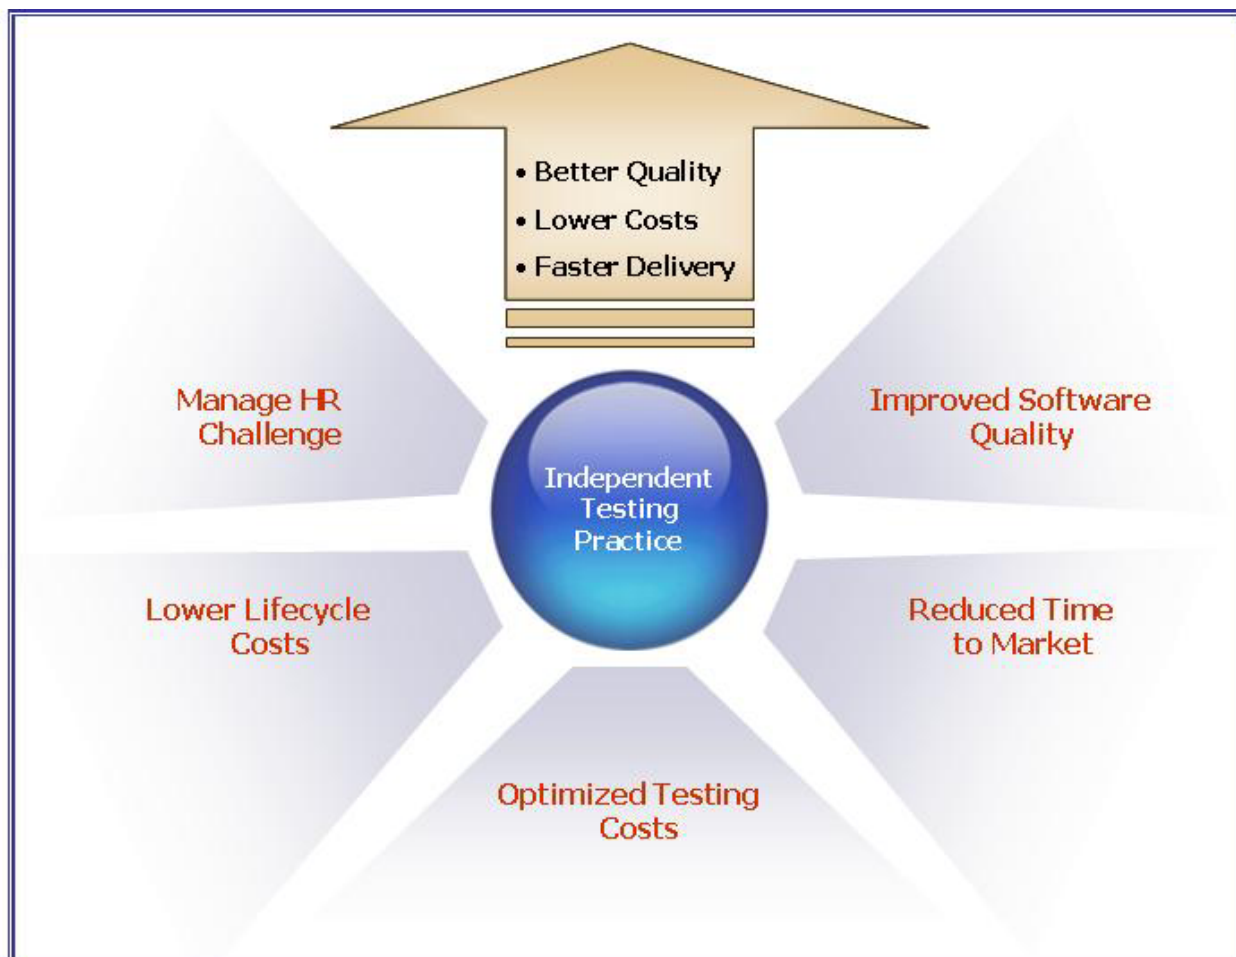 • Better Quality
• Lower Costs
• Faster Delivery
Manage HR
Challenge
Improved Software
Quality
Independent
Testing
Practice
Lower Lifecycle
Costs
Reduced Time
to Market
Optimized Testing
Costs